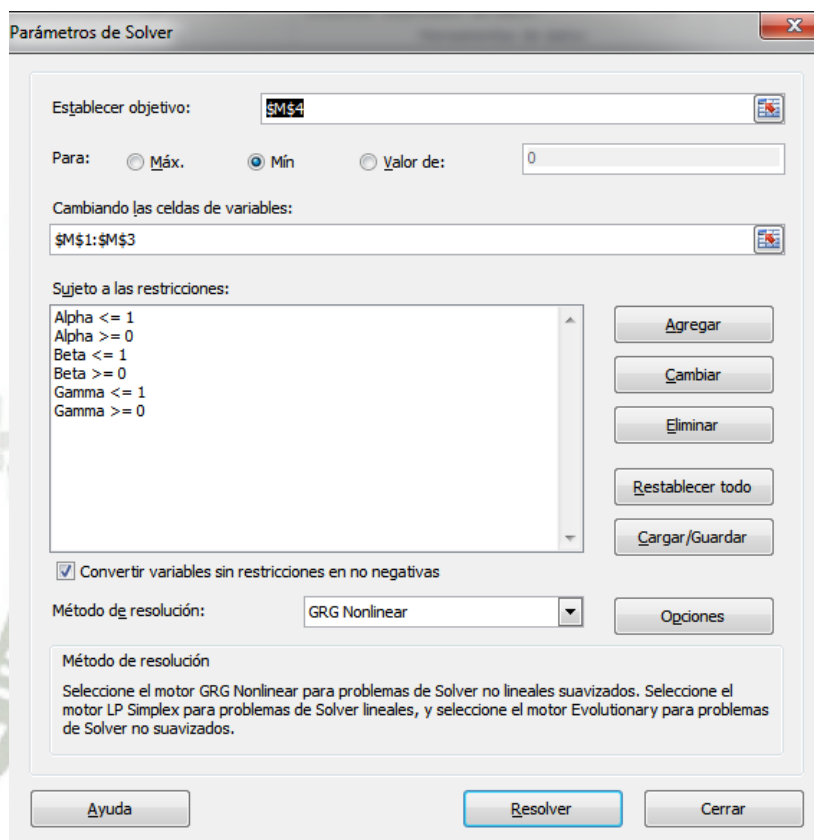 Parámetros de Solver
Establecer objetivo: $M$4
Para: Máx. Mín Valor de: 0
Cambiando las celdas de variables:
$M$1:$M$3
Sujeto a las restricciones:
Alpha <= 1
Alpha >= 0
Beta <= 1
Beta >= 0
Gamma <= 1
Gamma >= 0
Agregar
Cambiar
Eliminar
Restablecer todo
Cargar/Guardar
Convertir variables sin restricciones en no negativas
Método de resolución: GRG Nonlinear Opciones
Método de resolución
Seleccione el motor GRG Nonlinear para problemas de Solver no lineales suavizados. Seleccione el
motor LP Simplex para problemas de Solver lineales, y seleccione el motor Evolutionary para problemas
de Solver no suavizados.
Ayuda Resolver Cerrar